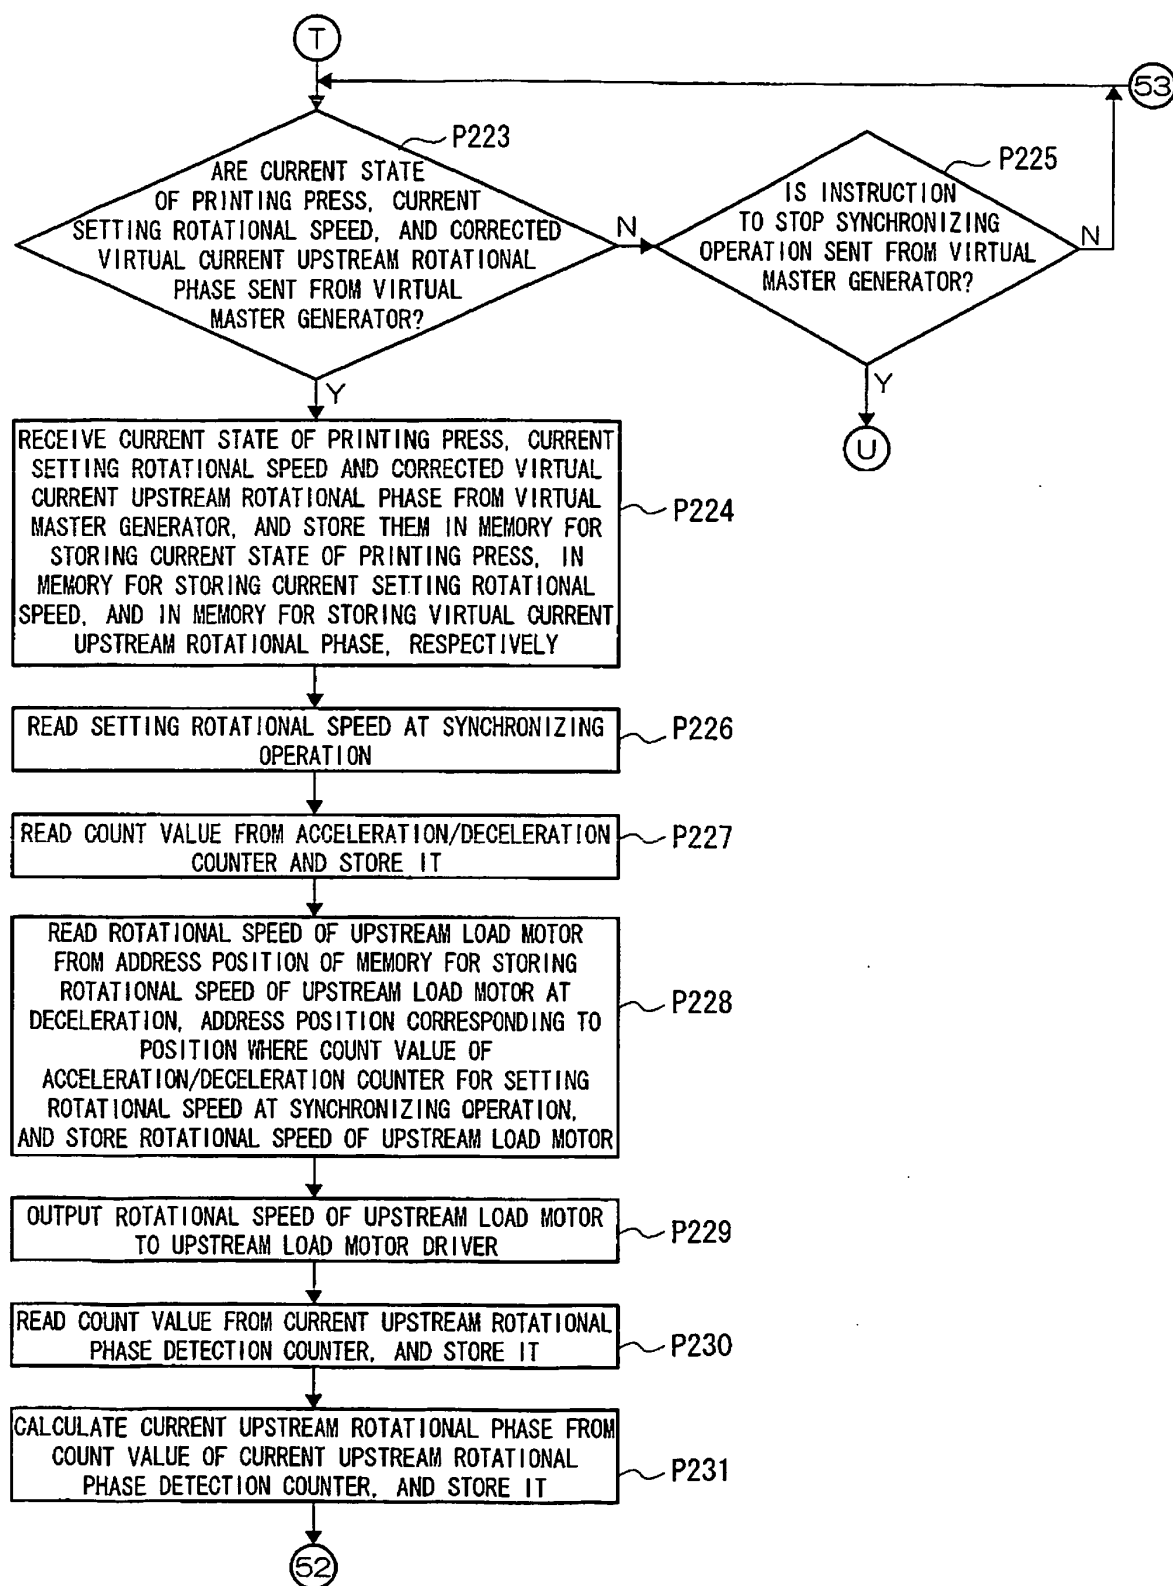 T
53
P223
ARE CURRENT STATE
OF PRINTING PRESS, CURRENT
SETTING ROTATIONAL SPEED, AND CORRECTED
VIRTUAL CURRENT UPSTREAM ROTATIONAL
PHASE SENT FROM VIRTUAL
MASTER GENERATOR?
N
Y
P225
IS INSTRUCTION
TO STOP SYNCHRONIZING
OPERATION SENT FROM VIRTUAL
MASTER GENERATOR?
N
Y
U
RECEIVE CURRENT STATE OF PRINTING PRESS, CURRENT
SETTING ROTATIONAL SPEED AND CORRECTED VIRTUAL
CURRENT UPSTREAM ROTATIONAL PHASE FROM VIRTUAL
MASTER GENERATOR, AND STORE THEM IN MEMORY FOR
STORING CURRENT STATE OF PRINTING PRESS, IN
MEMORY FOR STORING CURRENT SETTING ROTATIONAL
SPEED, AND IN MEMORY FOR STORING VIRTUAL CURRENT
UPSTREAM ROTATIONAL PHASE, RESPECTIVELY
P224
READ SETTING ROTATIONAL SPEED AT SYNCHRONIZING
OPERATION
P226
READ COUNT VALUE FROM ACCELERATION/DECELERATION
COUNTER AND STORE IT
P227
READ ROTATIONAL SPEED OF UPSTREAM LOAD MOTOR
FROM ADDRESS POSITION OF MEMORY FOR STORING
ROTATIONAL SPEED OF UPSTREAM LOAD MOTOR AT
DECELERATION, ADDRESS POSITION CORRESPONDING TO
POSITION WHERE COUNT VALUE OF
ACCELERATION/DECELERATION COUNTER FOR SETTING
ROTATIONAL SPEED AT SYNCHRONIZING OPERATION,
AND STORE ROTATIONAL SPEED OF UPSTREAM LOAD MOTOR
P228
OUTPUT ROTATIONAL SPEED OF UPSTREAM LOAD MOTOR
TO UPSTREAM LOAD MOTOR DRIVER
P229
READ COUNT VALUE FROM CURRENT UPSTREAM ROTATIONAL
PHASE DETECTION COUNTER, AND STORE IT
P230
CALCULATE CURRENT UPSTREAM ROTATIONAL PHASE FROM
COUNT VALUE OF CURRENT UPSTREAM ROTATIONAL
PHASE DETECTION COUNTER, AND STORE IT
P231
52